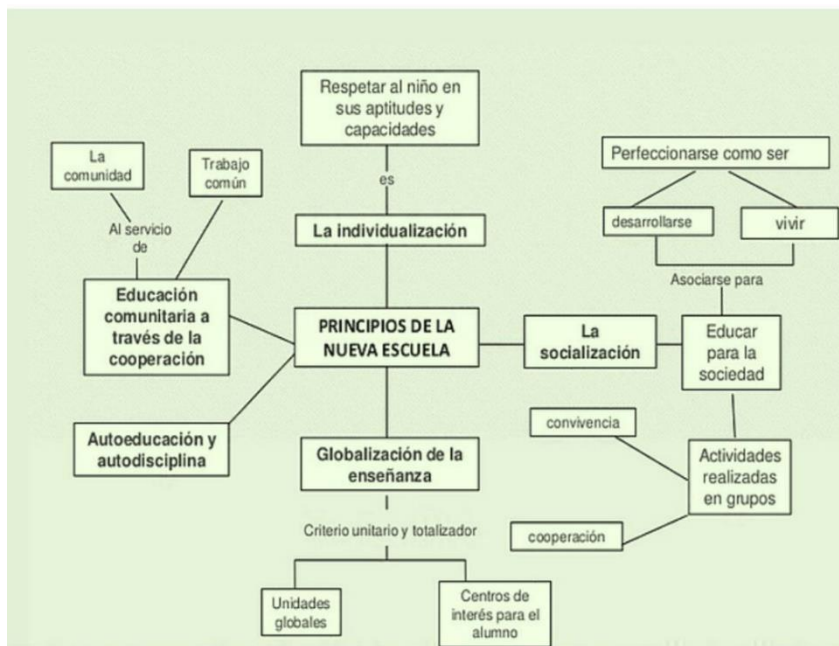 Respetar al niño en
sus aptitudes y
capacidades
La
comunidad
Trabajo
común
es
Perfeccionarse como ser
Al servicio
de
La individualización
desarrollarse
vivir
Asociarse para
Educación
comunitaria a
través de la
cooperación
PRINCIPIOS DE LA
NUEVA ESCUELA
La
socialización
Educar
para la
sociedad
Autoeducación y
autodisciplina
Globalización de la
enseñanza
convivencia
Actividades
realizadas
en grupos
Criterio unitario y totalizador
cooperación
Unidades
globales
Centros de
interés para el
alumno